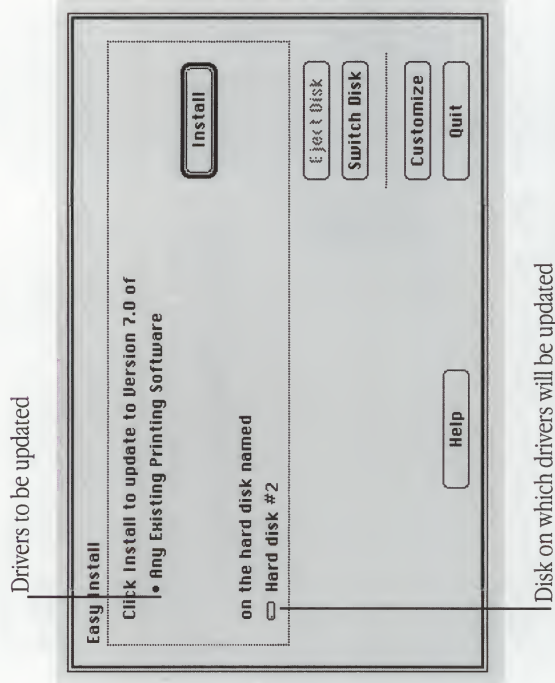 Drivers to be updated
Easy Install
Click Install to update to Version 7.0 of
• Any Existing Printing Software
Install
on the hard disk named
Hard disk #2
Eject Disk
Switch Disk
Customize
Help
Quit
Disk on which drivers will be updated